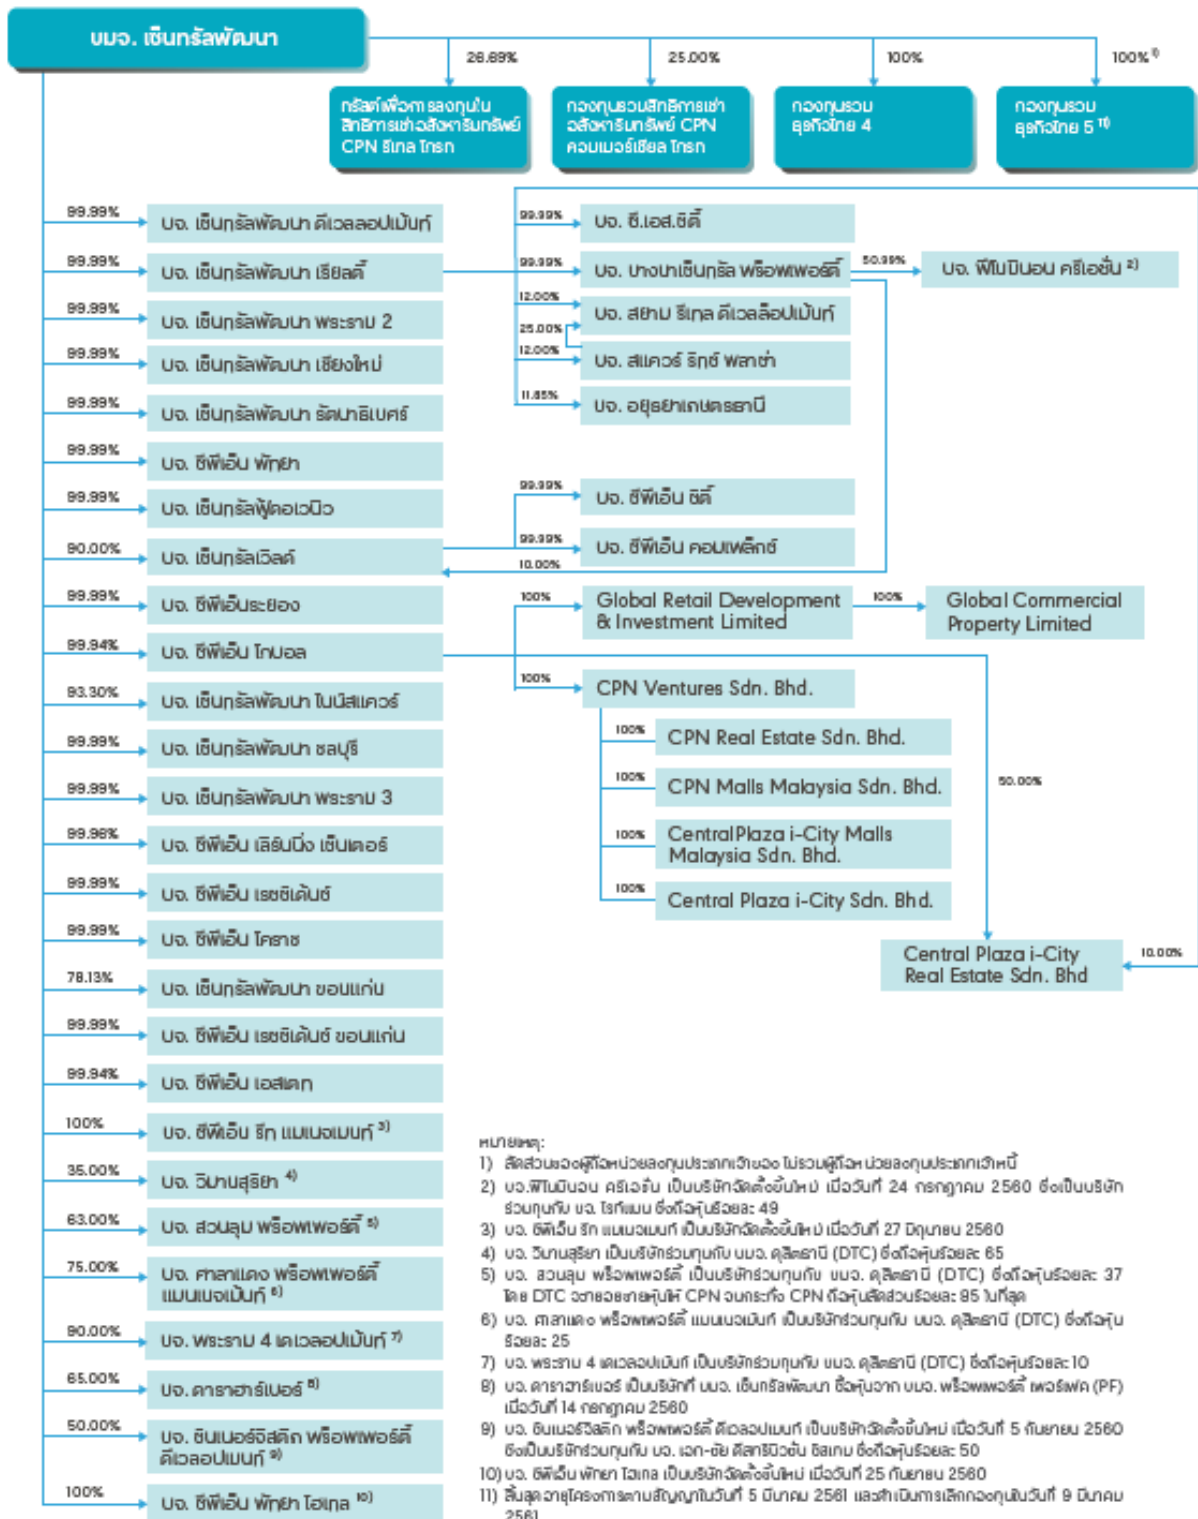 บมจ. เซ็นทรัลพัฒนา
26.69%
25.00%
100%
100% 1)
ทรัสต์เพื่อการลงทุนใน
สิทธิการเช่าอสังหาริมทรัพย์
CPN รีเทล โกรท
กองทุนรวมสิทธิการเช่า
อสังหาริมทรัพย์ CPN
คอมเมอร์เชียล โกรท
กองทุนรวม
ธุรกิจไทย 4
กองทุนรวม
ธุรกิจไทย 5 11)
99.99%
บจ. เซ็นทรัลพัฒนา ดีเวลลอปเม้นท์
99.99%
บจ. เซ็นทรัลพัฒนา เรียลตี้
99.99%
บจ. เซ็นทรัลพัฒนา พระราม 2
99.99%
บจ. เซ็นทรัลพัฒนา เชียงใหม่
99.99%
บจ. เซ็นทรัลพัฒนา รัตนาธิเบศร์
99.99%
บจ. ซีพีเอ็น พัทยา
99.99%
บจ. เซ็นทรัลฟู้ดอเวนิว
90.00%
บจ. เซ็นทรัลเวิลด์
99.99%
บจ. ซีพีเอ็นระยอง
99.94%
บจ. ซีพีเอ็น โกบอล
93.30%
บจ. เซ็นทรัลพัฒนา ไนน์สแควร์
99.99%
บจ. เซ็นทรัลพัฒนา ชลบุรี
99.99%
บจ. เซ็นทรัลพัฒนา พระราม 3
99.96%
บจ. ซีพีเอ็น เลิร์นนิ่ง เซ็นเตอร์
99.99%
บจ. ซีพีเอ็น เรซซิเด้นซ์
99.99%
บจ. ซีพีเอ็น โคราช
78.13%
บจ. เซ็นทรัลพัฒนา ขอนแก่น
99.99%
บจ. ซีพีเอ็น เรซซิเด้นซ์ ขอนแก่น
99.94%
บจ. ซีพีเอ็น เอสเตท
100%
บจ. ซีพีเอ็น รีท แมเนจเมนท์ 3)
35.00%
บจ. วิมานสุริยา 4)
63.00%
บจ. สวนลุม พร็อพเพอร์ตี้ 5)
75.00%
บจ. ศาลาแดง พร็อพเพอร์ตี้
แมนเนจเม้นท์ 6)
90.00%
บจ. พระราม 4 เดเวลอปเม้นท์ 7)
65.00%
บจ. ดาราฮาร์เบอร์ 8)
50.00%
บจ. ซินเนอร์จิสติก พร็อพเพอร์ตี้
ดีเวลอปเมนท์ 9)
100%
บจ. ซีพีเอ็น พัทยา โฮเทล 10)
99.99%
บจ. ซี.เอส.ซิตี้
99.99%
บจ. บางนาเซ็นทรัล พร็อพเพอร์ตี้
50.99%
บจ. ฟีโนมินอน ครีเอชั่น 2)
12.00%
บจ. สยาม รีเทล ดีเวลล็อปเม้นท์
25.00%
12.00%
บจ. สแควร์ ริทซ์ พลาซ่า
11.85%
บจ. อยุธยาเกษตรธานี
99.99%
บจ. ซีพีเอ็น ซิตี้
99.99%
บจ. ซีพีเอ็น คอมเพล็กซ์
10.00%
100%
Global Retail Development
& Investment Limited
100%
Global Commercial
Property Limited
100%
CPN Ventures Sdn. Bhd.
100%
CPN Real Estate Sdn. Bhd.
100%
CPN Malls Malaysia Sdn. Bhd.
100%
CentralPlaza i-City Malls
Malaysia Sdn. Bhd.
100%
Central Plaza i-City Sdn. Bhd.
50.00%
Central Plaza i-City
Real Estate Sdn. Bhd
10.00%
หมายเหตุ:
1) สัดส่วนของผู้ถือหน่วยลงทุนประเภทเจ้าของ ไม่รวมผู้ถือหน่วยลงทุนประเภทเจ้าหนี้
2) บจ.ฟีโนมินอน ครีเอชั่น เป็นบริษัทจัดตั้งขึ้นใหม่ เมื่อวันที่ 24 กรกฎาคม 2560 ซึ่งเป็นบริษัท
ร่วมทุนกับ บจ. ไรท์แมน ซึ่งถือหุ้นร้อยละ 49
3) บจ. ซีพีเอ็น รีท แมเนจเมนท์ เป็นบริษัทจัดตั้งขึ้นใหม่ เมื่อวันที่ 27 มิถุนายน 2560
4) บจ. วิมานสุริยา เป็นบริษัทร่วมทุนกับ บมจ. ดุสิตธานี (DTC) ซึ่งถือหุ้นร้อยละ 65
5) บจ. สวนลุม พร็อพเพอร์ตี้ เป็นบริษัทร่วมทุนกับ บมจ. ดุสิตธานี (DTC) ซึ่งถือหุ้นร้อยละ 37
โดย DTC จะทยอยขายหุ้นให้ CPN จนกระทั่ง CPN ถือหุ้นสัดส่วนร้อยละ 95 ในที่สุด
6) บจ. ศาลาแดง พร็อพเพอร์ตี้ แมนเนจเม้นท์ เป็นบริษัทร่วมทุนกับ บมจ. ดุสิตธานี (DTC) ซึ่งถือหุ้น
ร้อยละ 25
7) บจ. พระราม 4 เดเวลอปเม้นท์ เป็นบริษัทร่วมทุนกับ บมจ. ดุสิตธานี (DTC) ซึ่งถือหุ้นร้อยละ 10
8) บจ. ดาราฮาร์เบอร์ เป็นบริษัทที่ บมจ. เซ็นทรัลพัฒนา ซื้อหุ้นจาก บมจ. พร็อพเพอร์ตี้ เพอร์เฟค (PF)
เมื่อวันที่ 14 กรกฎาคม 2560
9) บจ. ซินเนอร์จิสติก พร็อพเพอร์ตี้ ดีเวลอปเมนท์ เป็นบริษัทจัดตั้งขึ้นใหม่ เมื่อวันที่ 5 กันยายน 2560
ซึ่งเป็นบริษัทร่วมทุนกับ บจ. เอก-ชัย ดีสทริบิวชั่น ซิสเทม ซึ่งถือหุ้นร้อยละ 50
10) บจ. ซีพีเอ็น พัทยา โฮเทล เป็นบริษัทจัดตั้งขึ้นใหม่ เมื่อวันที่ 25 กันยายน 2560
11) สิ้นสุดอายุโครงการตามสัญญาในวันที่ 5 มีนาคม 2561 และดำเนินการเลิกกองทุนในวันที่ 9 มีนาคม
2561